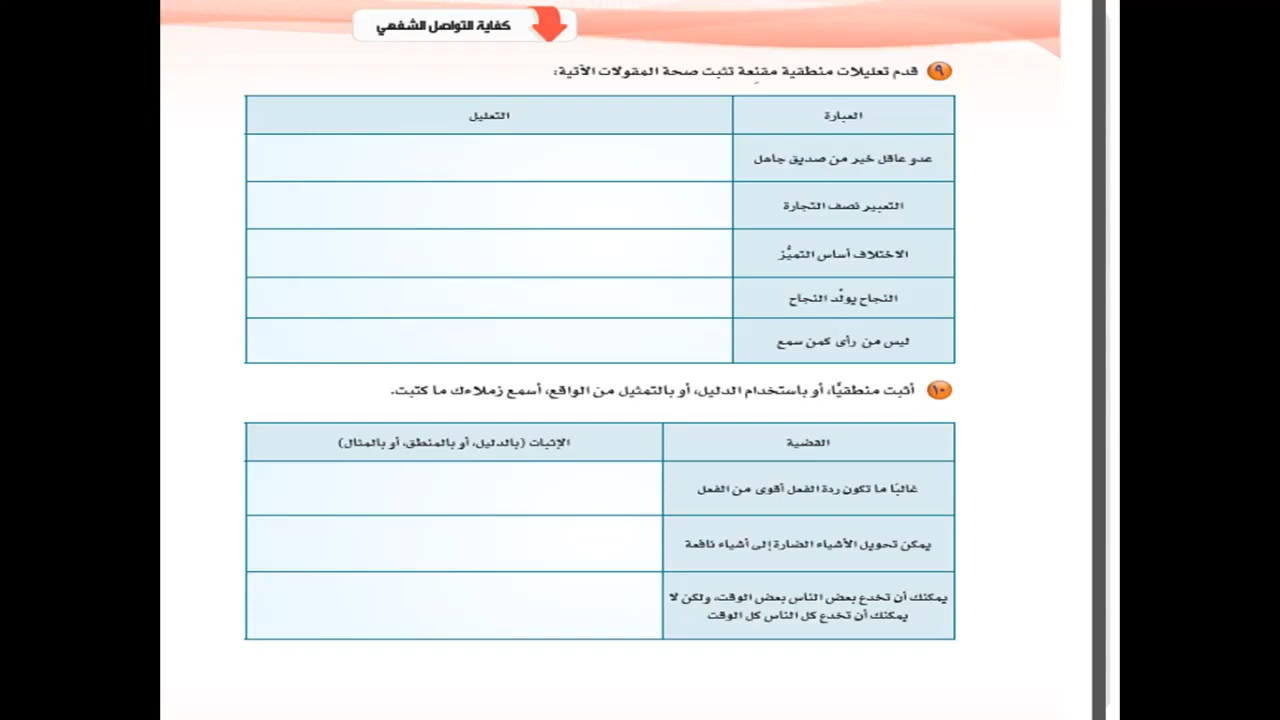 كفاية التواصل الشفهي
٩ قدم تعليلات منطقية مقنِعة تثبت صحة المقولات الآتية:
العبارة التعليل
عدو عاقل خير من صديق جاهل
التعبير نصف التجارة
الاختلاف أساس التميُّز
النجاح يولّد النجاح
ليس من رأى كمن سمع
١٠ أثبت منطقيًّا، أو باستخدام الدليل، أو بالتمثيل من الواقع، أسمع زملاءك ما كتبت.
القضية الإثبات (بالدليل، أو بالمنطق، أو بالمثال)
غالبًا ما تكون ردة الفعل أقوى من الفعل
يمكن تحويل الأشياء الضارة إلى أشياء نافعة
يمكنك أن تخدع بعض الناس بعض الوقت، ولكن لا
يمكنك أن تخدع كل الناس كل الوقت